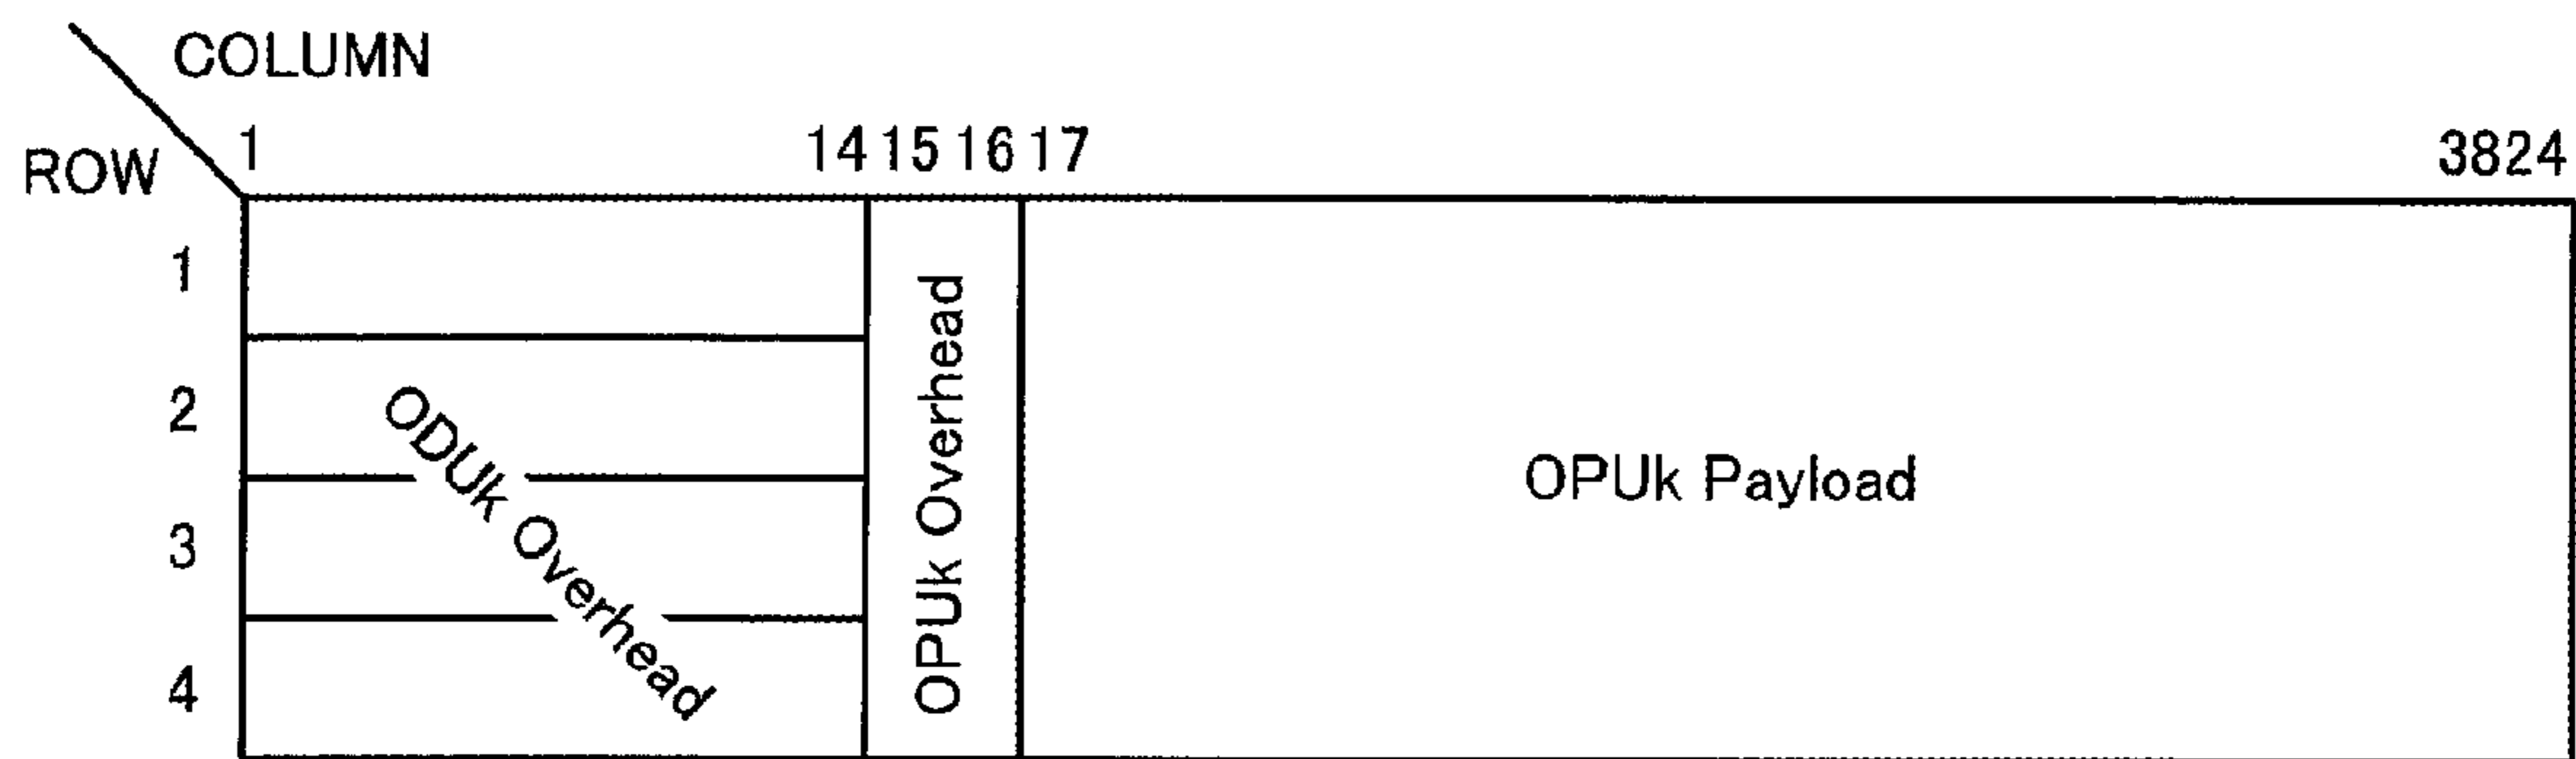 COLUMN
ROW 1 14 15 16 17 3824
1
2
3
4
ODUk Overhead
OPUk Overhead
OPUk Payload